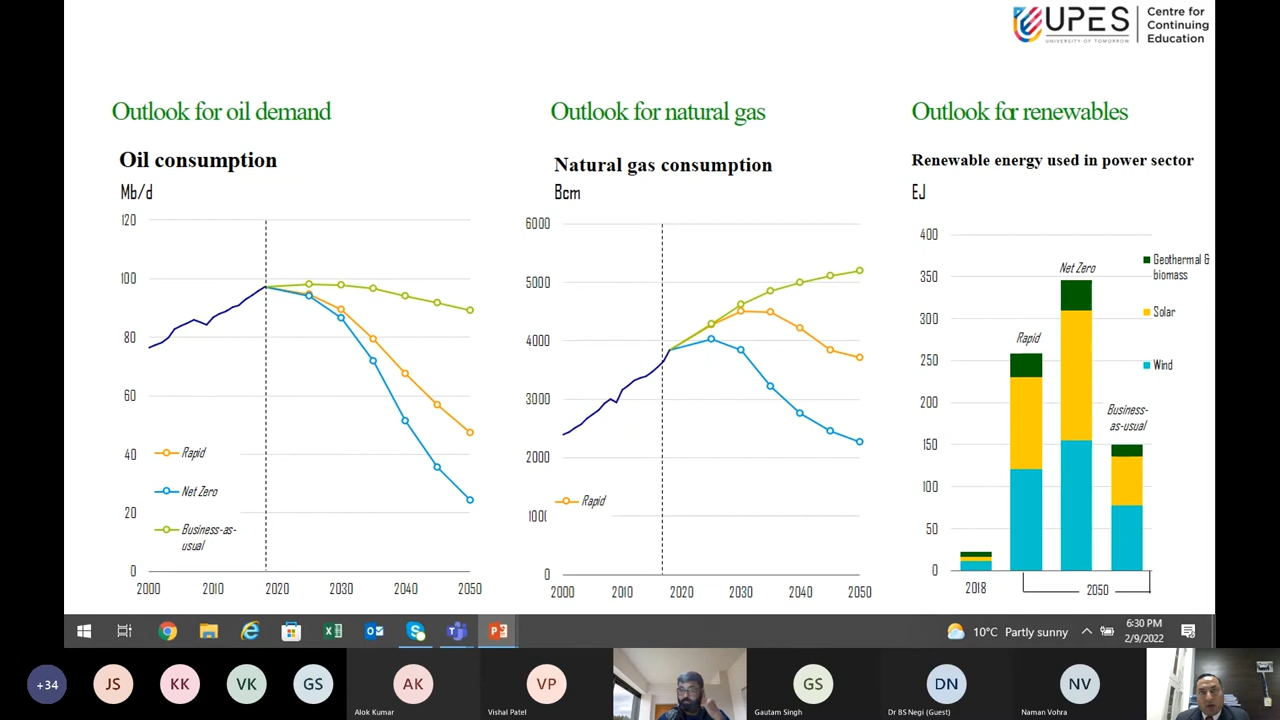 UPES
UNIVERSITY OF TOMORROW
Centre for
Continuing
Education
Outlook for oil demand
Oil consumption
Mb/d
120
100
80
60
40
20
0
Rapid
Net Zero
Business-as-
usual
2000
2010
2020
2030
2040
2050
Outlook for natural gas
Natural gas consumption
Bcm
6000
5000
4000
3000
2000
1000
0
Rapid
2000
2010
2020
2030
2040
2050
Outlook for renewables
Renewable energy used in power sector
EJ
400
350
300
250
200
150
100
50
0
Rapid
Net Zero
Business-
as-usual
Geothermal &
biomass
Solar
Wind
2018
2050
10°C Partly sunny
6:30 PM
2/9/2022
+34
JS
KK
VK
GS
AK
Alok Kumar
VP
Vishal Patel
GS
Gautam Singh
DN
Dr BS Negi (Guest)
NV
Naman Vohra